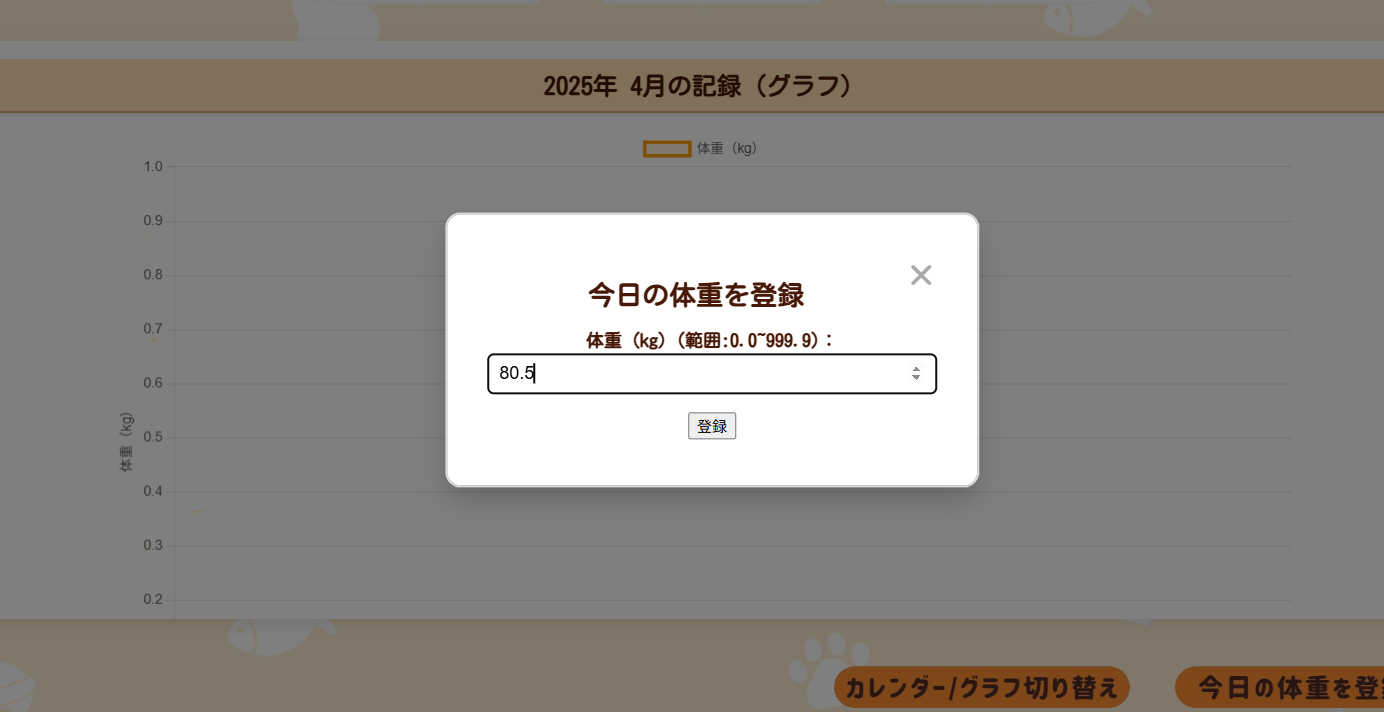 2025年 4月の記録（グラフ）
体重（kg）
1.0
0.9
0.8
0.7
0.6
0.5
0.4
0.3
0.2
体重（kg）
今日の体重を登録
体重（kg）(範囲:0.0~999.9)：
80.5
登録
カレンダー/グラフ切り替え
今日の体重を登